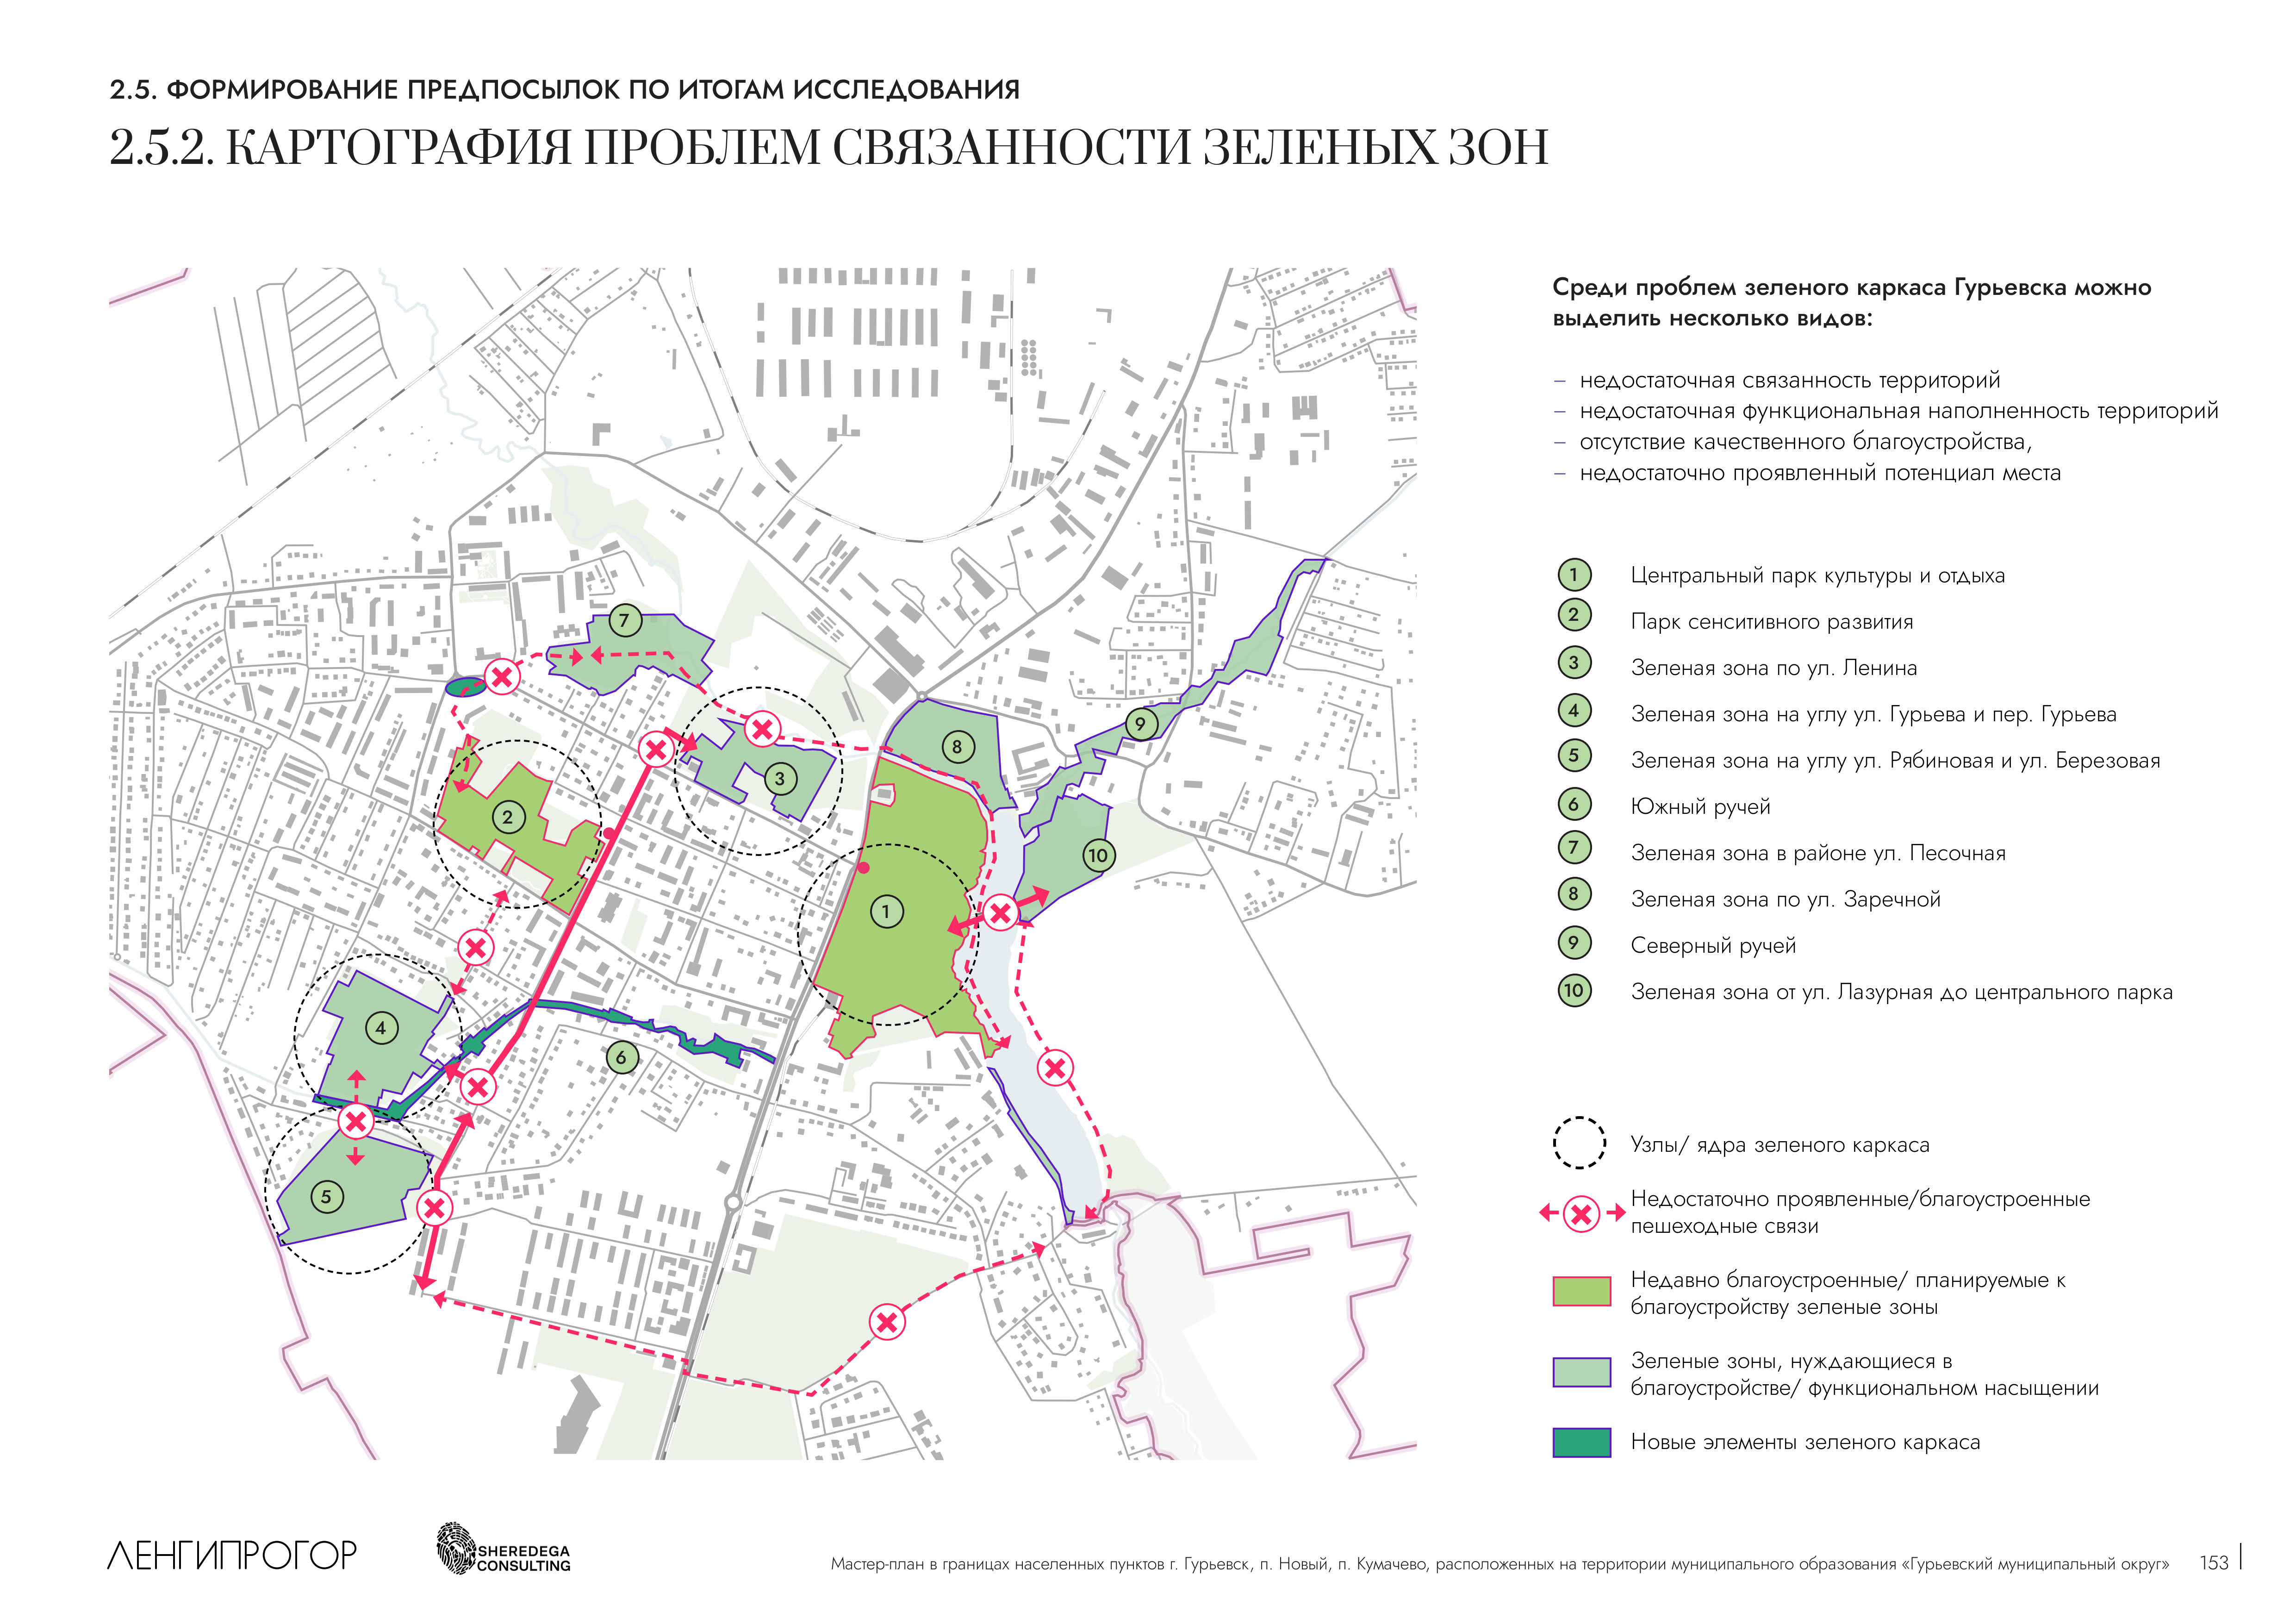 2.5. ФОРМИРОВАНИЕ ПРЕДПОСЫЛОК ПО ИТОГАМ ИССЛЕДОВАНИЯ
2.5.2. КАРТОГРАФИЯ ПРОБЛЕМ СВЯЗАННОСТИ ЗЕЛЕНЫХ ЗОН
7
3
8
9
2
10
1
4
6
5
Среди проблем зеленого каркаса Гурьевска можно
выделить несколько видов:
– недостаточная связанность территорий
– недостаточная функциональная наполненность территорий
– отсутствие качественного благоустройства,
– недостаточно проявленный потенциал места
1 Центральный парк культуры и отдыха
2 Парк сенситивного развития
3 Зеленая зона по ул. Ленина
4 Зеленая зона на углу ул. Гурьева и пер. Гурьева
5 Зеленая зона на углу ул. Рябиновая и ул. Березовая
6 Южный ручей
7 Зеленая зона в районе ул. Песочная
8 Зеленая зона по ул. Заречной
9 Северный ручей
10 Зеленая зона от ул. Лазурная до центрального парка
Узлы/ ядра зеленого каркаса
Недостаточно проявленные/благоустроенные
пешеходные связи
Недавно благоустроенные/ планируемые к
благоустройству зеленые зоны
Зеленые зоны, нуждающиеся в
благоустройстве/ функциональном насыщении
Новые элементы зеленого каркаса
ЛЕНГИПРОГОР
SHEREDEGA
CONSULTING
Мастер-план в границах населенных пунктов г. Гурьевск, п. Новый, п. Кумачево, расположенных на территории муниципального образования «Гурьевский муниципальный округ» 153